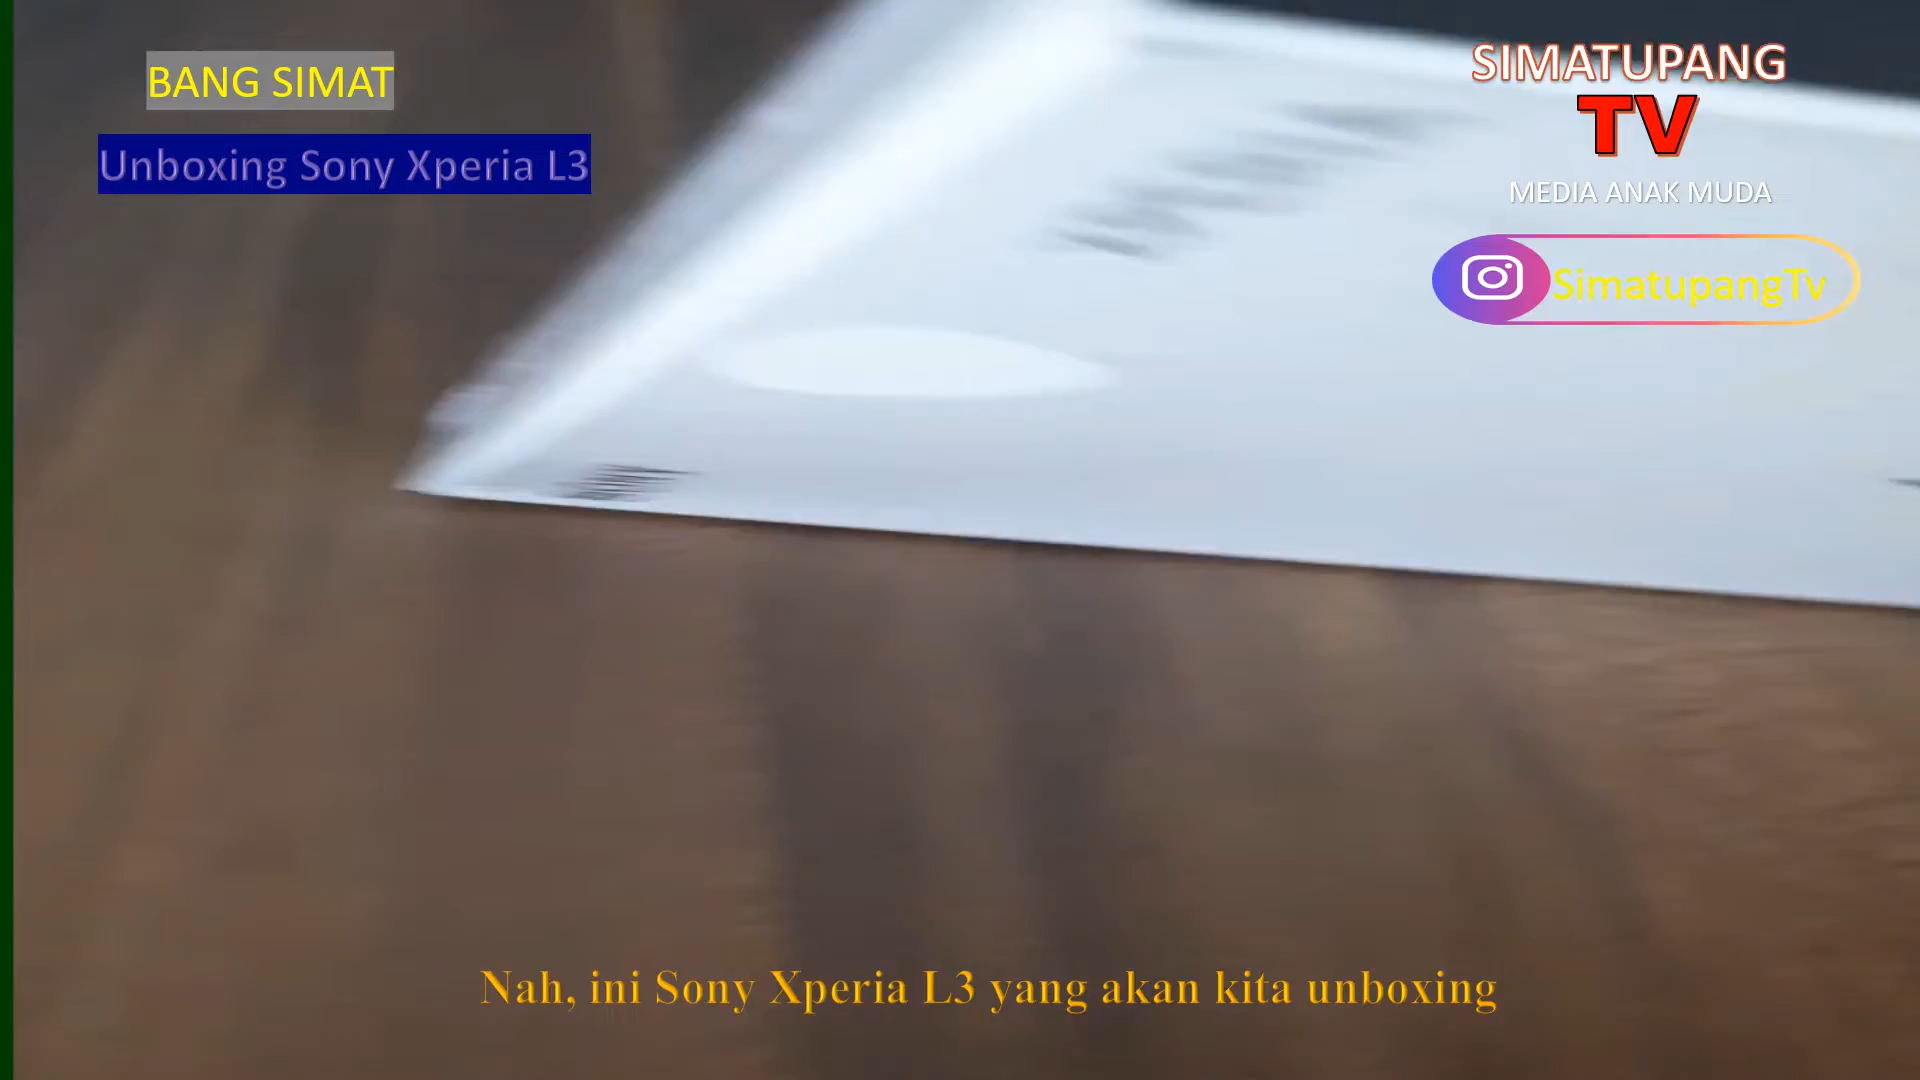 BANG SIMAT
Unboxing Sony Xperia L3
SIMATUPANG
TV
MEDIA ANAK MUDA
SimatupangTv
Nah, ini Sony Xperia L3 yang akan kita unboxing